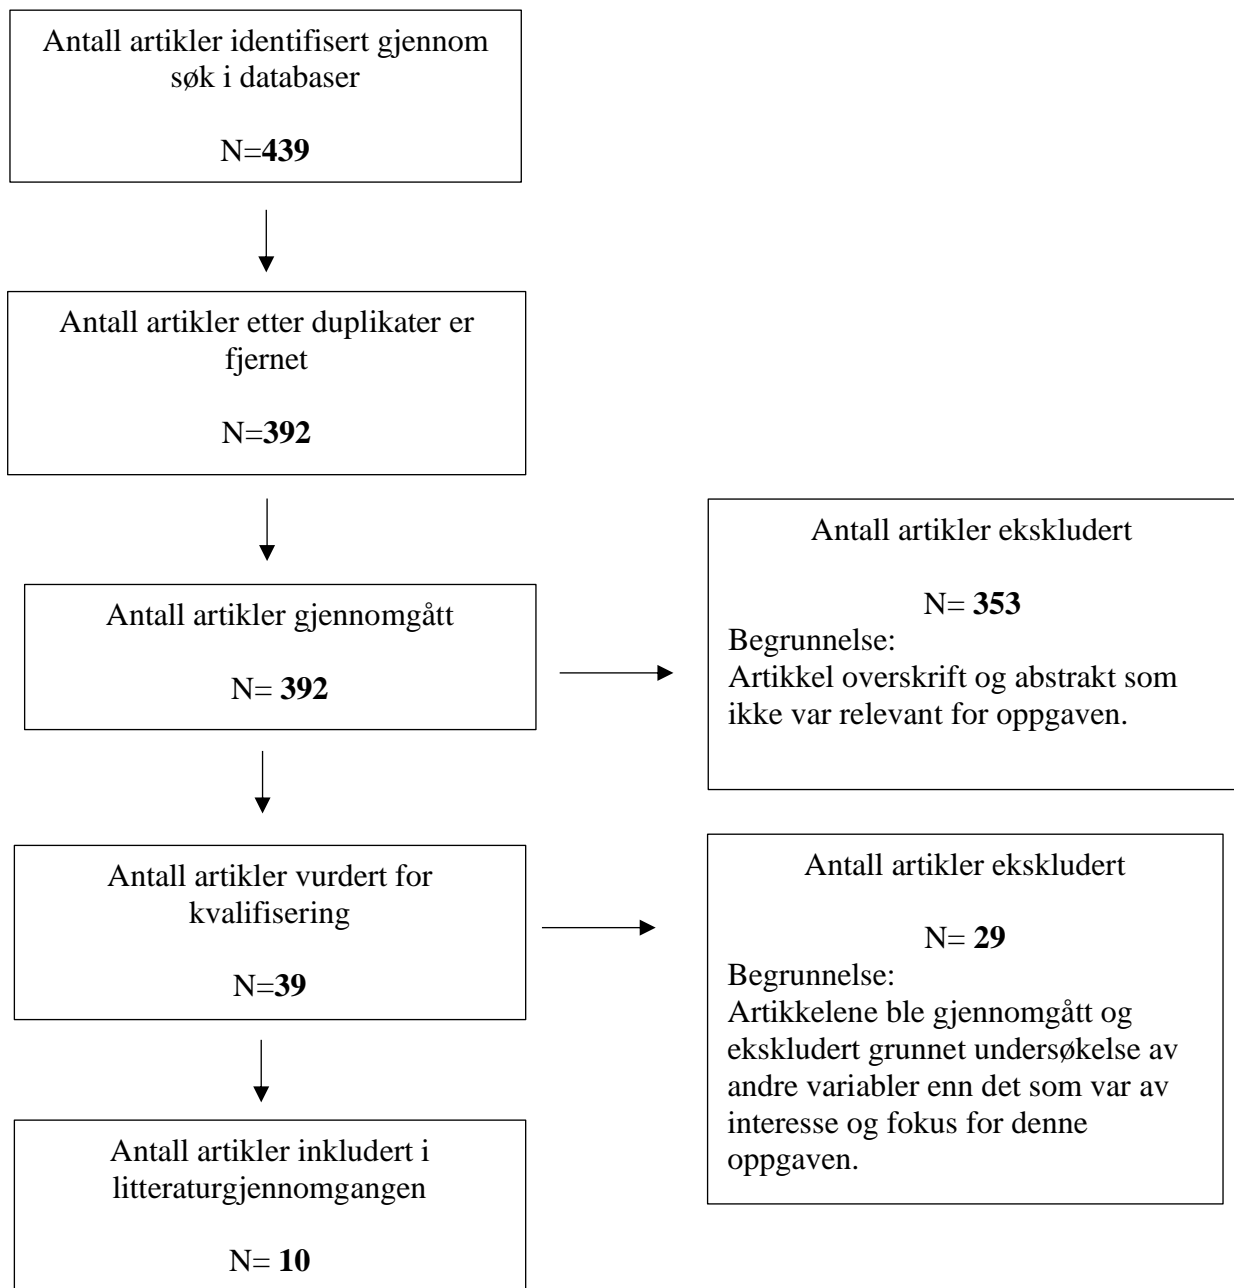 Antall artikler identifisert gjennom
søk i databaser
N=439
Antall artikler etter duplikater er
fjernet
N=392
Antall artikler gjennomgått
N= 392
Antall artikler ekskludert
N= 353
Begrunnelse:
Artikkel overskrift og abstrakt som
ikke var relevant for oppgaven.
Antall artikler vurdert for
kvalifisering
N=39
Antall artikler ekskludert
N= 29
Begrunnelse:
Artikkelene ble gjennomgått og
ekskludert grunnet undersøkelse av
andre variabler enn det som var av
interesse og fokus for denne
oppgaven.
Antall artikler inkludert i
litteraturgjennomgangen
N= 10